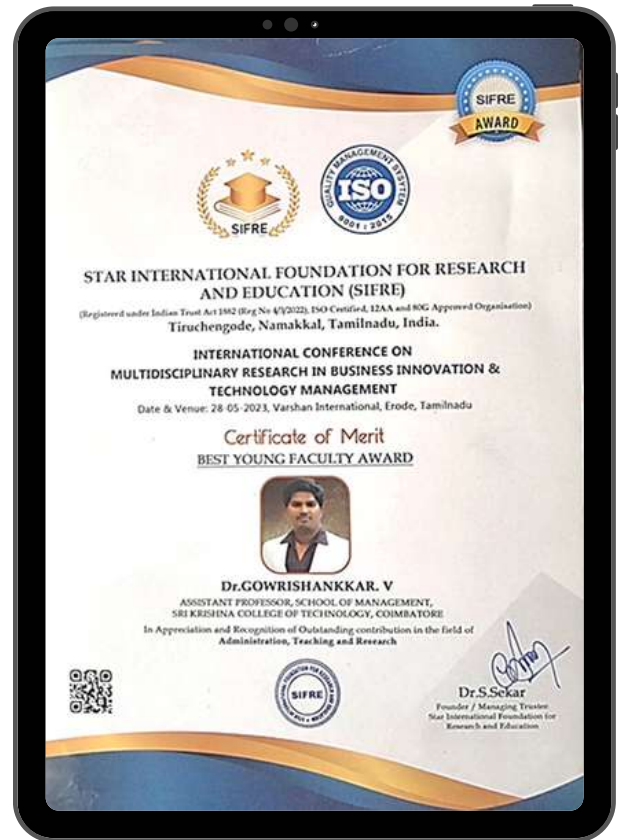 SIFRE
AWARD
SIFRE
QUALITY MANAGEMENT SYSYTEM
ISO
9001 : 2015
STAR INTERNATIONAL FOUNDATION FOR RESEARCH
AND EDUCATION (SIFRE)
(Registered under Indian Trust Act 1882 (Reg No 4/3/2022), ISO Certified, 12AA and 80G Approved Organisation)
Tiruchengode, Namakkal, Tamilnadu, India.
INTERNATIONAL CONFERENCE ON
MULTIDISCIPLINARY RESEARCH IN BUSINESS INNOVATION &
TECHNOLOGY MANAGEMENT
Date & Venue: 28-05-2023, Varshan International, Erode, Tamilnadu
Certificate of Merit
BEST YOUNG FACULTY AWARD
Dr.GOWRISHANKKAR. V
ASSISTANT PROFESSOR, SCHOOL OF MANAGEMENT,
SRI KRISHNA COLLEGE OF TECHNOLOGY, COIMBATORE
In Appreciation and Recognition of Outstanding contribution in the field of
Administration, Teaching and Research
SIFRE
Dr.S.Sekar
Founder / Managing Trustee
Star International Foundation for
Research and Education